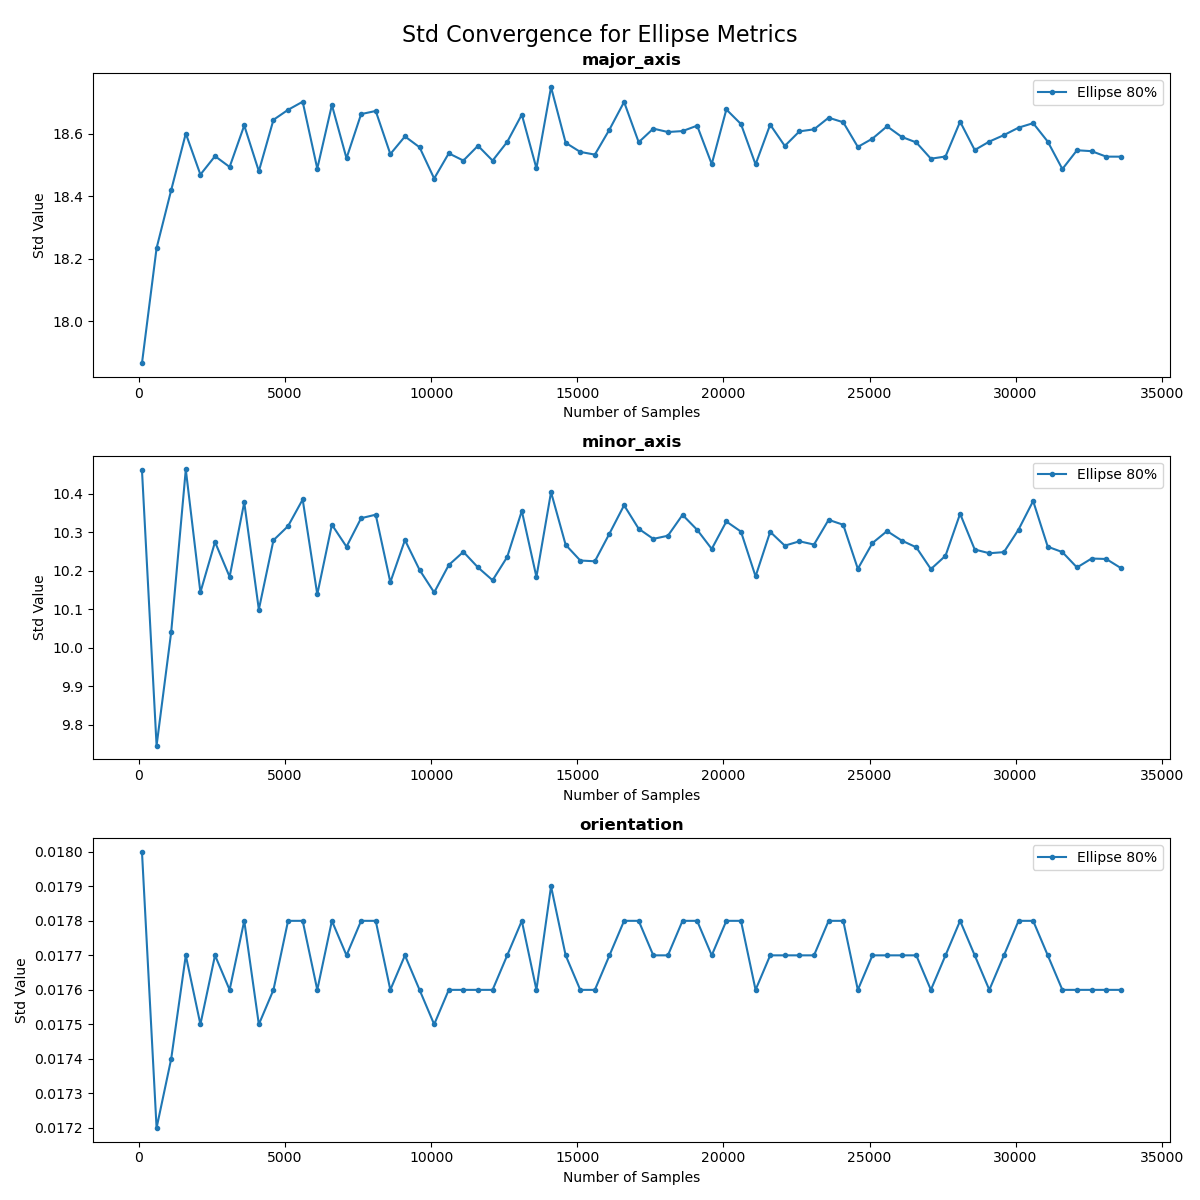 Std Convergence for Ellipse Metrics
major_axis
Ellipse 80%
18.6
18.4
18.2
18.0
Std Value
0 5000 10000 15000 20000 25000 30000 35000
Number of Samples
minor_axis
Ellipse 80%
10.4
10.3
10.2
10.1
10.0
9.9
9.8
Std Value
0 5000 10000 15000 20000 25000 30000 35000
Number of Samples
orientation
Ellipse 80%
0.0180
0.0179
0.0178
0.0177
0.0176
0.0175
0.0174
0.0173
0.0172
Std Value
0 5000 10000 15000 20000 25000 30000 35000
Number of Samples